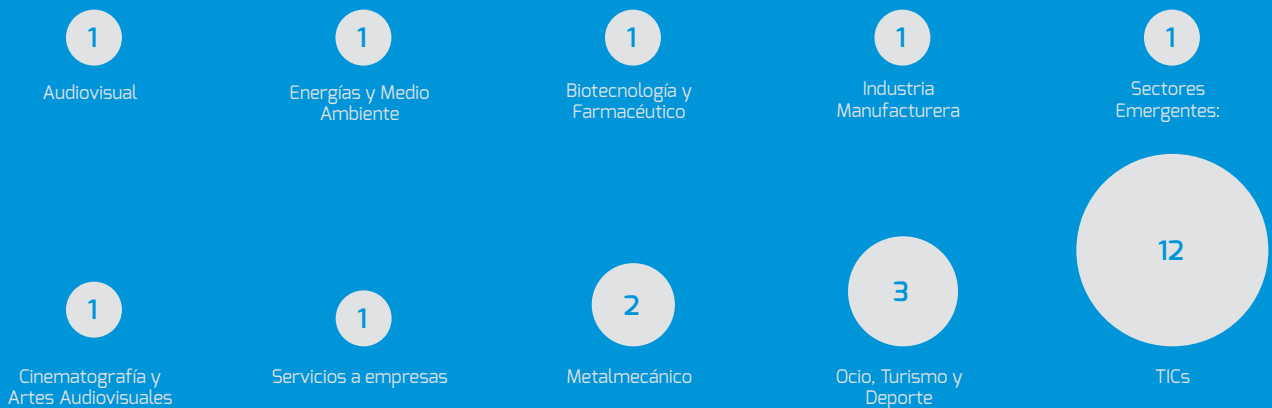 1
Audiovisual
1
Energías y Medio
Ambiente
1
Biotecnología y
Farmacéutico
1
Industria
Manufacturera
1
Sectores
Emergentes:
1
Cinematografía y
Artes Audiovisuales
1
Servicios a empresas
2
Metalmecánico
3
Ocio, Turismo y
Deporte
12
TICs